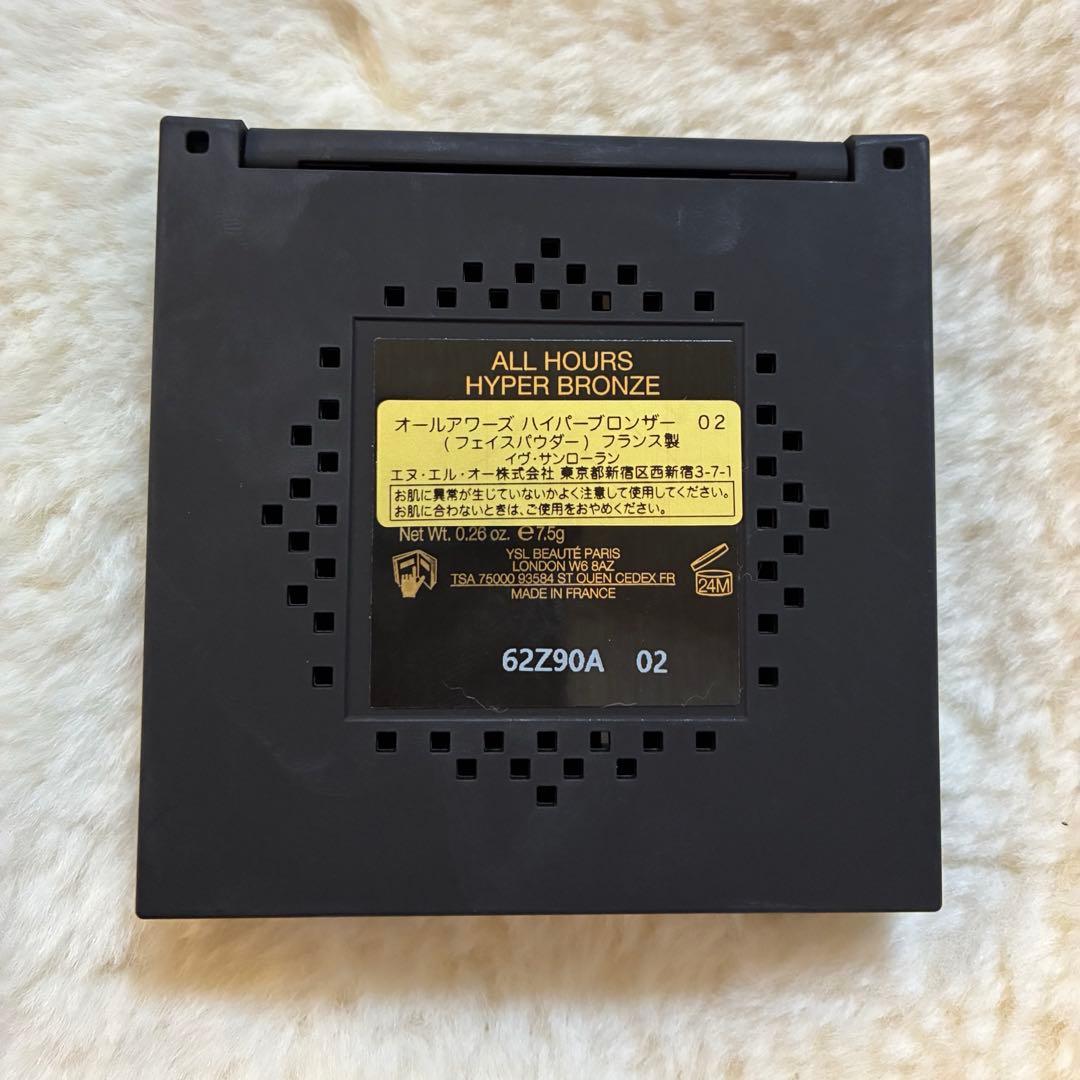 ALL HOURS
HYPER BRONZE
オールアワーズ ハイパーブロンザー 02
(フェイスパウダー) フランス製
イヴ・サンローラン
エヌ・エル・オー株式会社 東京都新宿区西新宿3-7-1
お肌に異常が生じていないかよく注意して使用してください。
お肌に合わないときは、ご使用をおやめください。
Net Wt. 0.26 oz. ℮7.5g
YSL BEAUTÉ PARIS
LONDON W6 8AZ
TSA 75000 93584 ST OUEN CEDEX FR
MADE IN FRANCE
24M
62Z90A 02